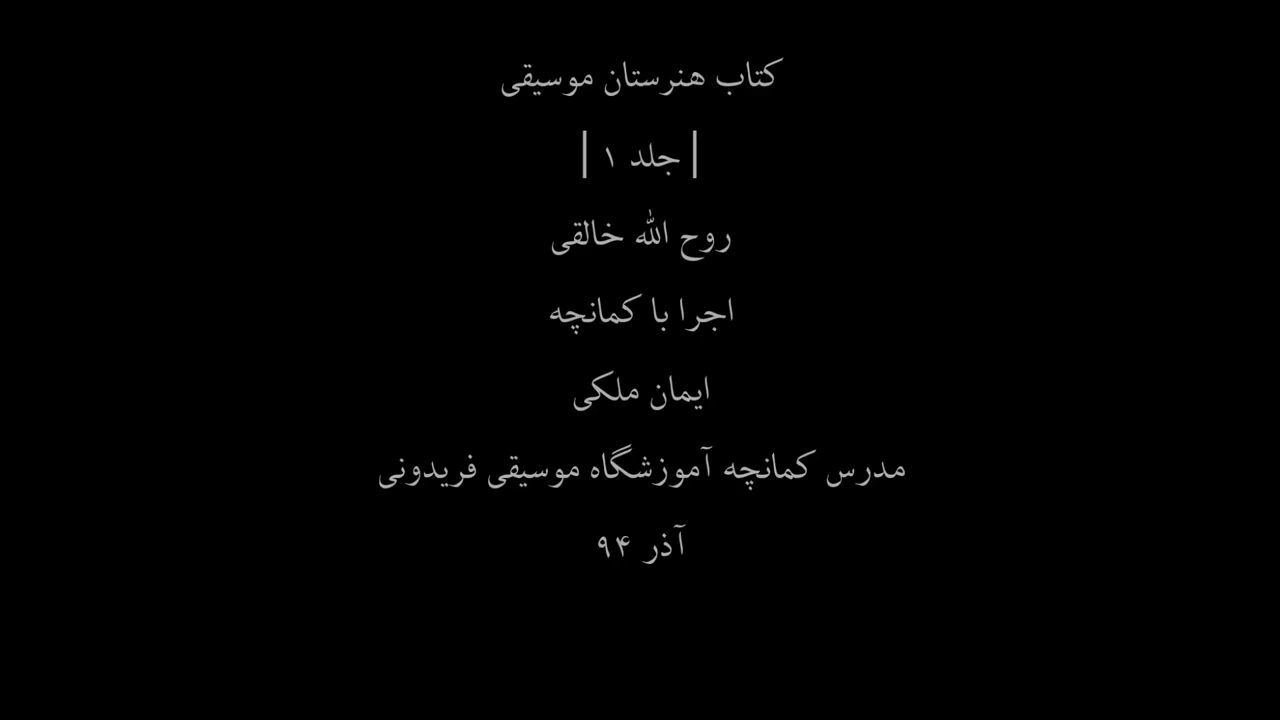 کتاب هنرستان موسیقی
| جلد ۱ |
روح الله خالقی
اجرا با کمانچه
ایمان ملکی
مدرس کمانچه آموزشگاه موسیقی فریدونی
آذر ۹۴